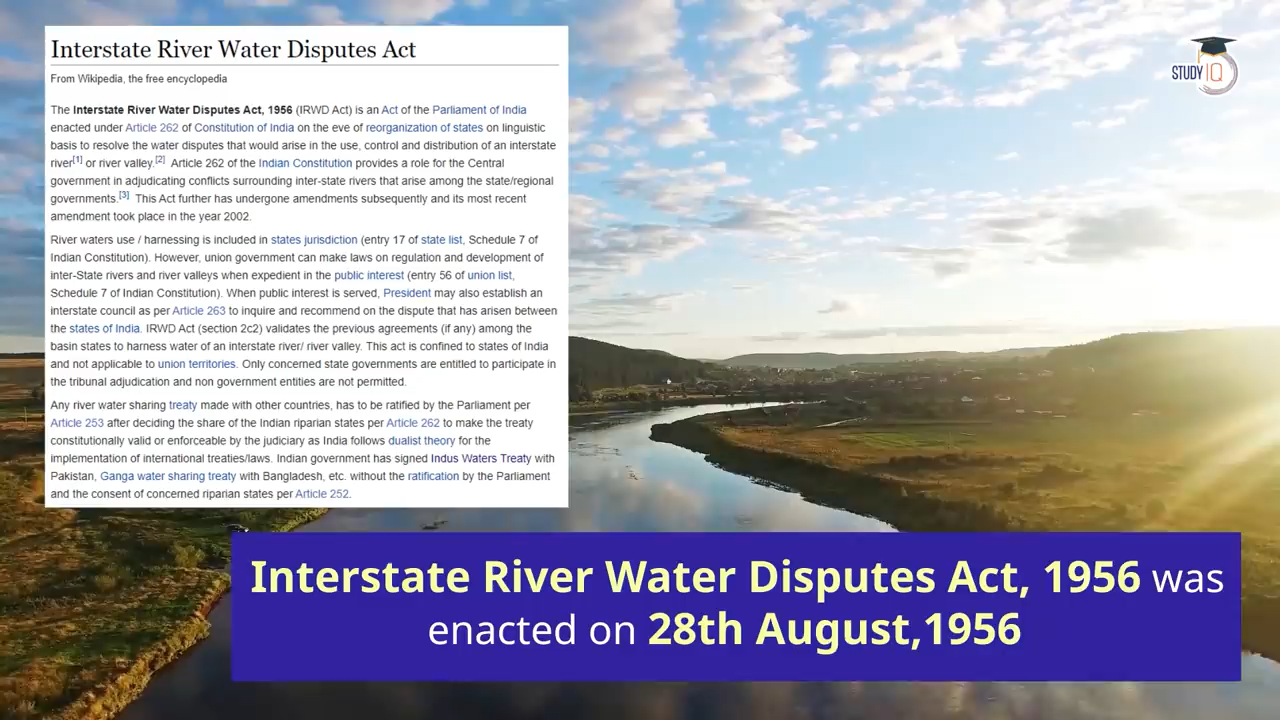 Interstate River Water Disputes Act
From Wikipedia, the free encyclopedia
The Interstate River Water Disputes Act, 1956 (IRWD Act) is an Act of the Parliament of India
enacted under Article 262 of Constitution of India on the eve of reorganization of states on linguistic
basis to resolve the water disputes that would arise in the use, control and distribution of an interstate
river[1] or river valley.[2] Article 262 of the Indian Constitution provides a role for the Central
government in adjudicating conflicts surrounding inter-state rivers that arise among the state/regional
governments.[3] This Act further has undergone amendments subsequently and its most recent
amendment took place in the year 2002.
River waters use / harnessing is included in states jurisdiction (entry 17 of state list, Schedule 7 of
Indian Constitution). However, union government can make laws on regulation and development of
inter-State rivers and river valleys when expedient in the public interest (entry 56 of union list,
Schedule 7 of Indian Constitution). When public interest is served, President may also establish an
interstate council as per Article 263 to inquire and recommend on the dispute that has arisen between
the states of India. IRWD Act (section 2c2) validates the previous agreements (if any) among the
basin states to harness water of an interstate river/ river valley. This act is confined to states of India
and not applicable to union territories. Only concerned state governments are entitled to participate in
the tribunal adjudication and non government entities are not permitted.
Any river water sharing treaty made with other countries, has to be ratified by the Parliament per
Article 253 after deciding the share of the Indian riparian states per Article 262 to make the treaty
constitutionally valid or enforceable by the judiciary as India follows dualist theory for the
implementation of international treaties/laws. Indian government has signed Indus Waters Treaty with
Pakistan, Ganga water sharing treaty with Bangladesh, etc. without the ratification by the Parliament
and the consent of concerned riparian states per Article 252.
STUDY IQ
Interstate River Water Disputes Act, 1956 was
enacted on 28th August,1956